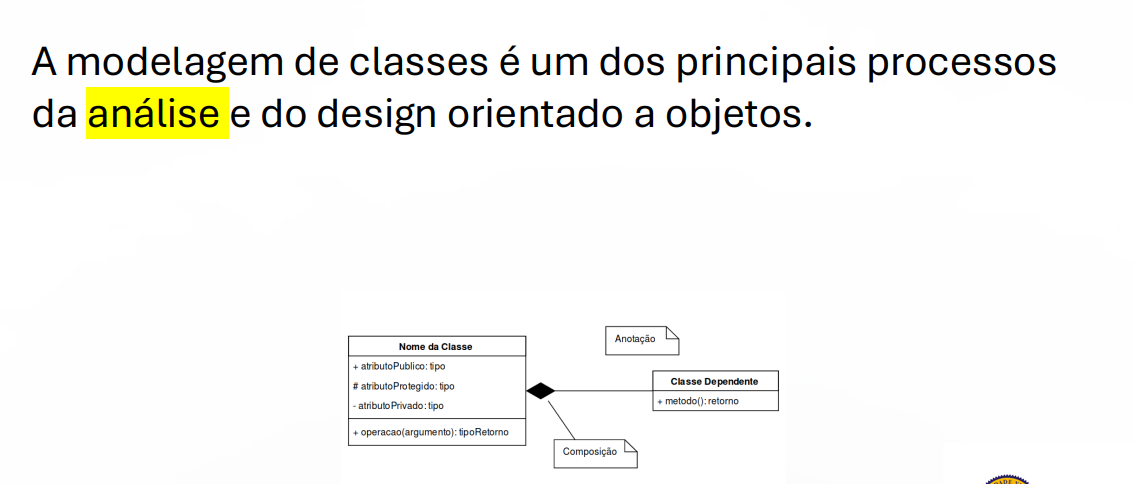 A modelagem de classes é um dos principais processos
da análise e do design orientado a objetos.
Anotação
Nome da Classe
+ atributoPublico: tipo
# atributoProtegido: tipo
- atributoPrivado: tipo
+ operacao(argumento): tipoRetorno
Classe Dependente
+ metodo(): retorno
Composição